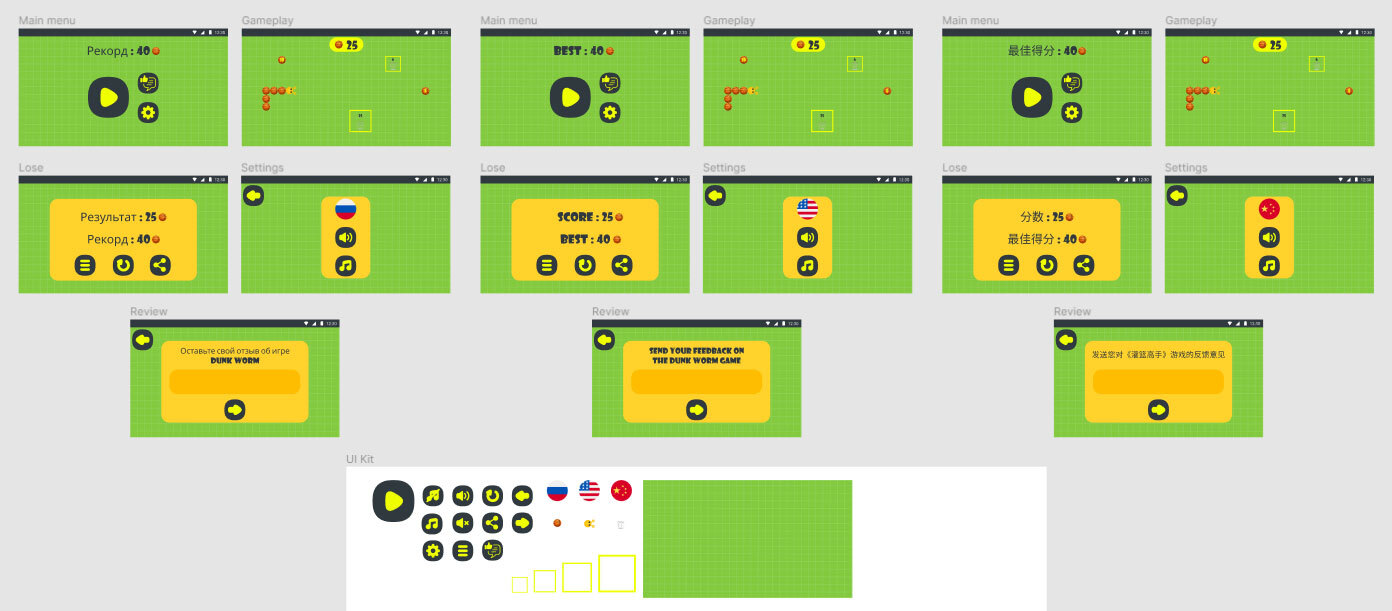 Main menu
Gameplay
Main menu
Gameplay
Main menu
Gameplay
12:30
12:30
12:30
12:30
12:30
12:30
Рекорд : 40
25
BEST : 40
25
最佳得分 : 40
25
Lose
Settings
Lose
Settings
Lose
Settings
12:30
12:30
12:30
12:30
12:30
12:30
Результат : 25
Рекорд : 40
SCORE : 25
BEST : 40
分数 : 25
最佳得分 : 40
Review
Review
Review
12:30
12:30
12:30
Оставьте свой отзыв об игре
DUNK WORM
SEND YOUR FEEDBACK ON
THE DUNK WORM GAME
发送您对《灌篮高手》游戏的反馈意见
UI Kit